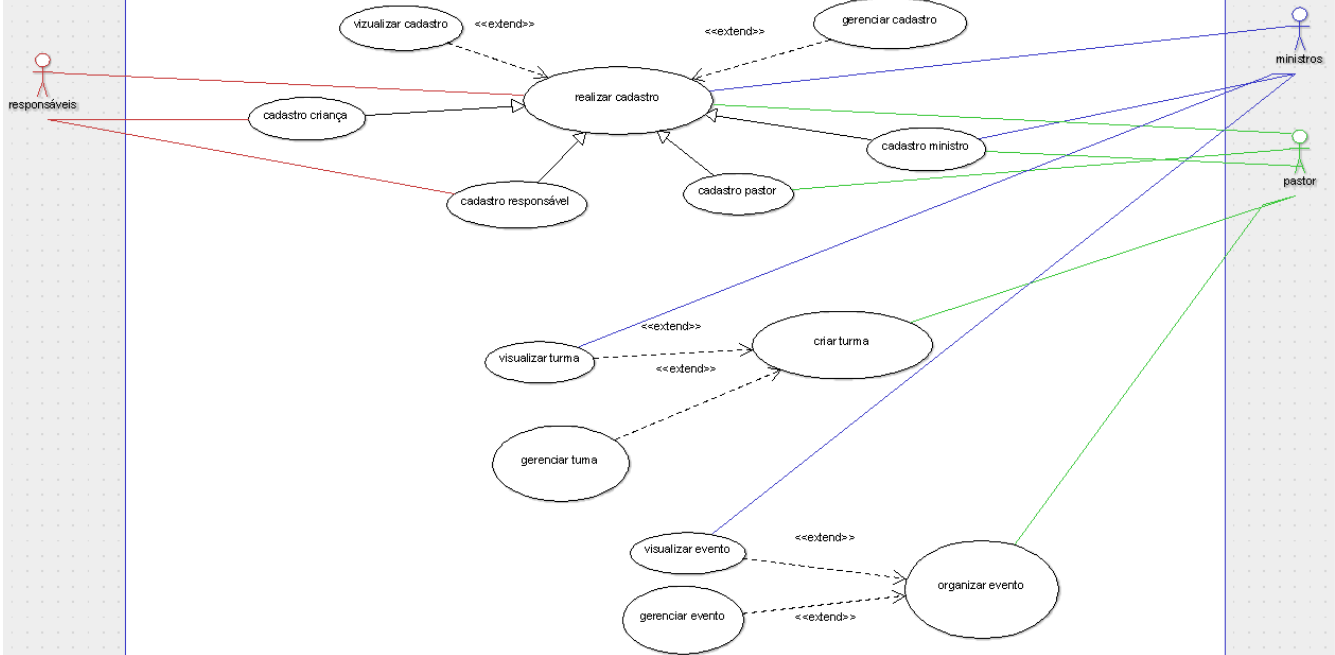 vizualizar cadastro
<<extend>>
gerenciar cadastro
<<extend>>
ministros
realizar cadastro
responsáveis
cadastro criança
cadastro ministro
pastor
cadastro pastor
cadastro responsável
<<extend>>
criar turma
visualizar turma
<<extend>>
gerenciar tuma
<<extend>>
visualizar evento
organizar evento
gerenciar evento
<<extend>>